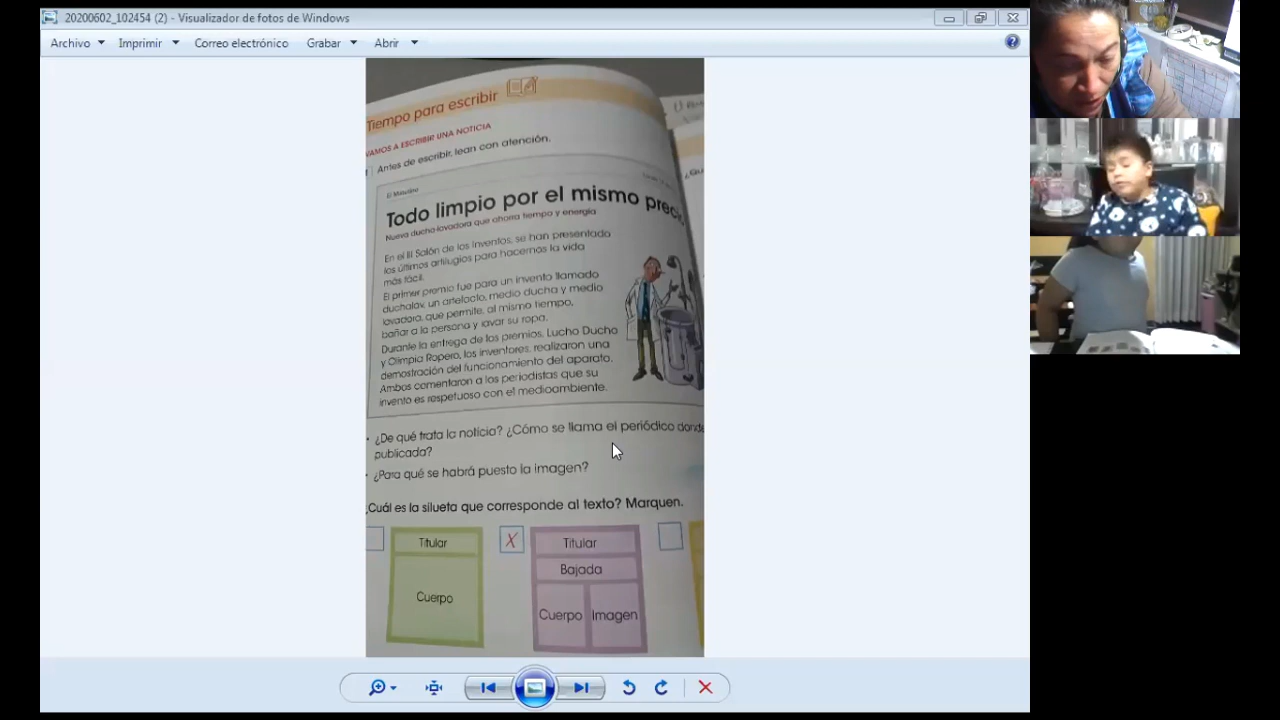 20200602_102454 (2) - Visualizador de fotos de Windows
Archivo Imprimir Correo electrónico Grabar Abrir
Tiempo para escribir
VAMOS A ESCRIBIR UNA NOTICIA
Antes de escribir, lean con atención.
El Matutino
Todo limpio por el mismo
Nueva ducha-lavadora que ahorra tiempo y energía
En el III Salón de los Inventos, se han presentado
los últimos artilugios para hacernos la vida
más fácil.
El primer premio fue para un invento llamado
duchalav, un artefacto, medio ducha y medio
lavadora, que permite, al mismo tiempo,
bañar a la persona y lavar su ropa.
Durante la entrega de los premios, Lucho Ducho
y Olimpia Ropero, los inventores, realizaron una
demostración del funcionamiento del aparato.
Ambos comentaron a los periodistas que su
invento es respetuoso con el medioambiente.
• ¿De qué trata la noticia? ¿Cómo se llama el periódico donde
publicada?
• ¿Para qué se habrá puesto la imagen?
¿Cuál es la silueta que corresponde al texto? Marquen.
Titular
Cuerpo
X
Titular
Bajada
Cuerpo Imagen